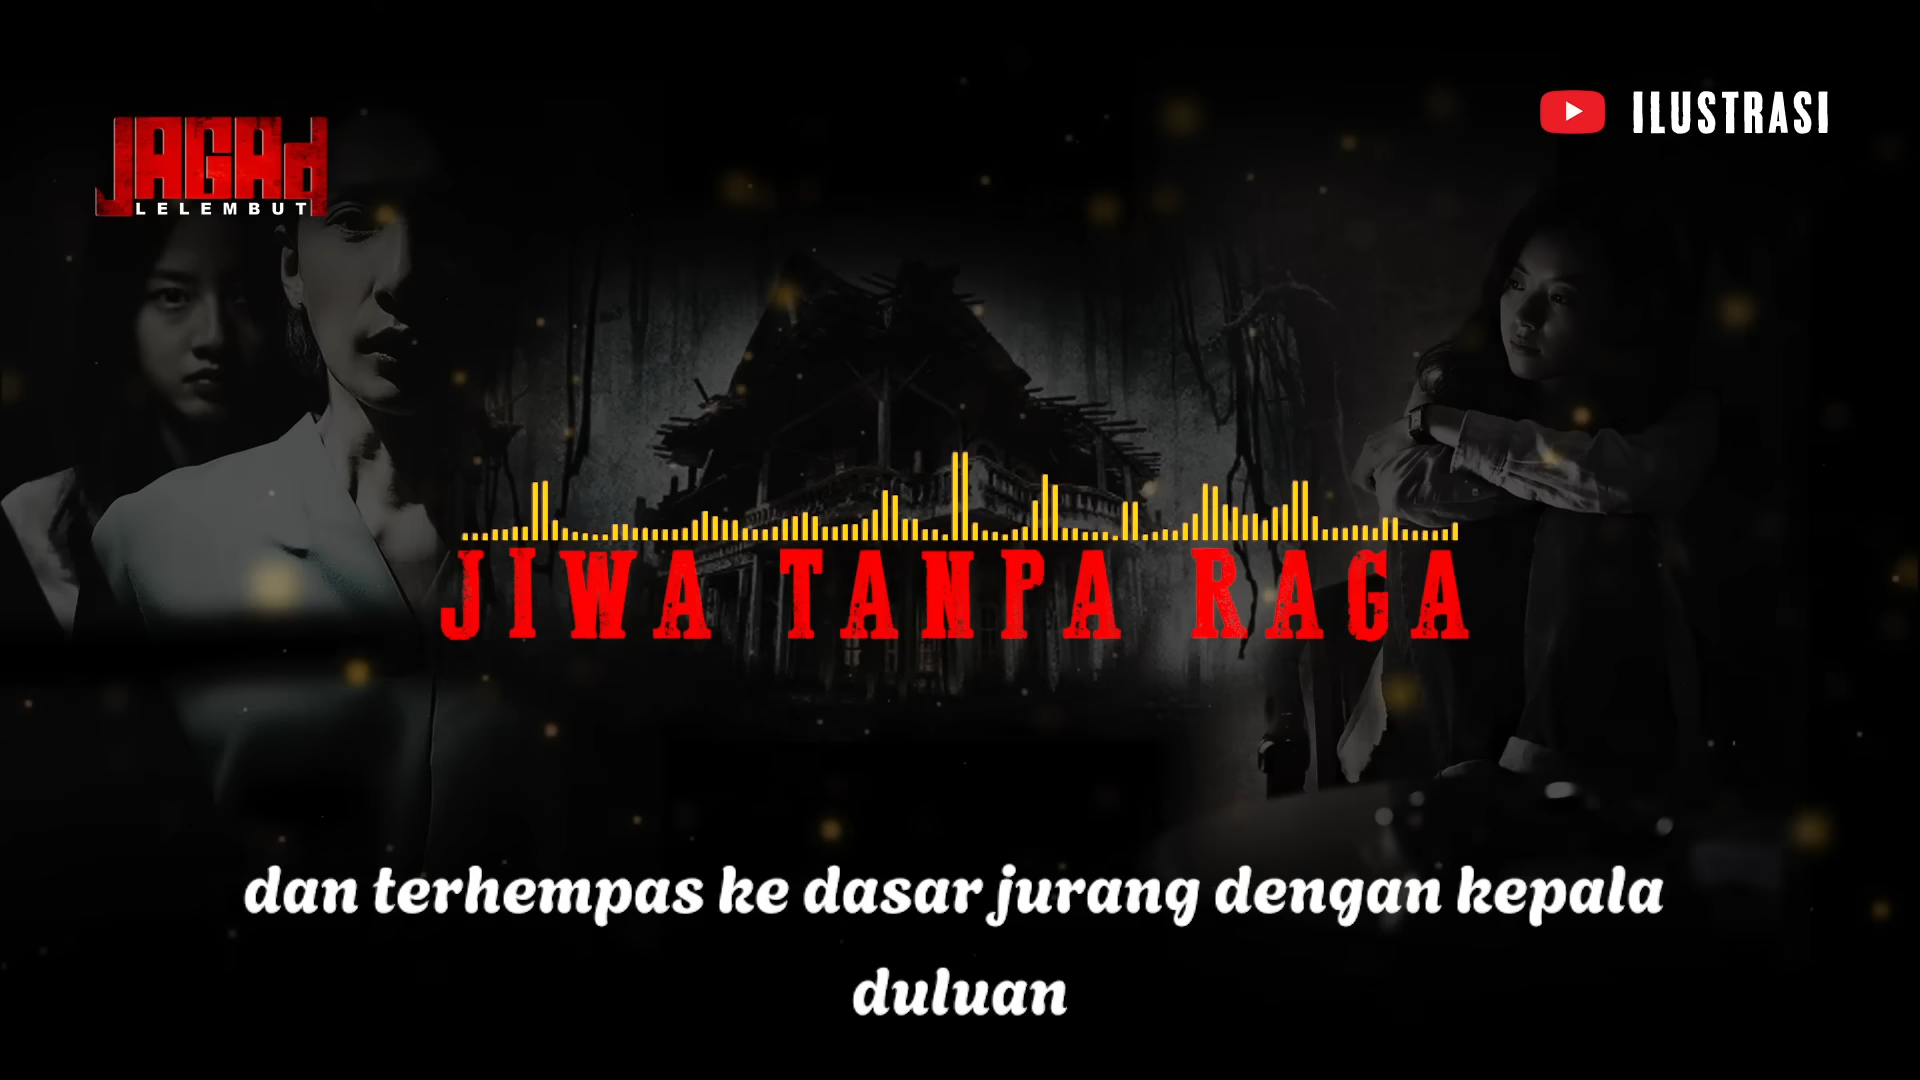 JAGAd
LELEMBUT
ILUSTRASI
JIWA TANPA RAGA
dan terhempas ke dasar jurang dengan kepala
duluan